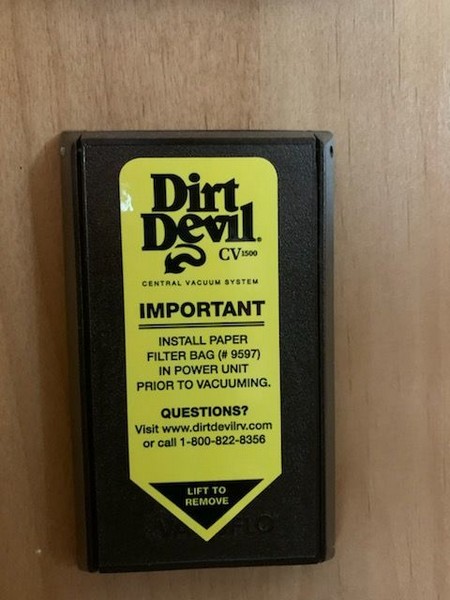 Dirt
Devil®
CV1500
CENTRAL VACUUM SYSTEM
IMPORTANT
INSTALL PAPER
FILTER BAG (# 9597)
IN POWER UNIT
PRIOR TO VACUUMING.
QUESTIONS?
Visit www.dirtdevilrv.com
or call 1-800-822-8356
LIFT TO
REMOVE